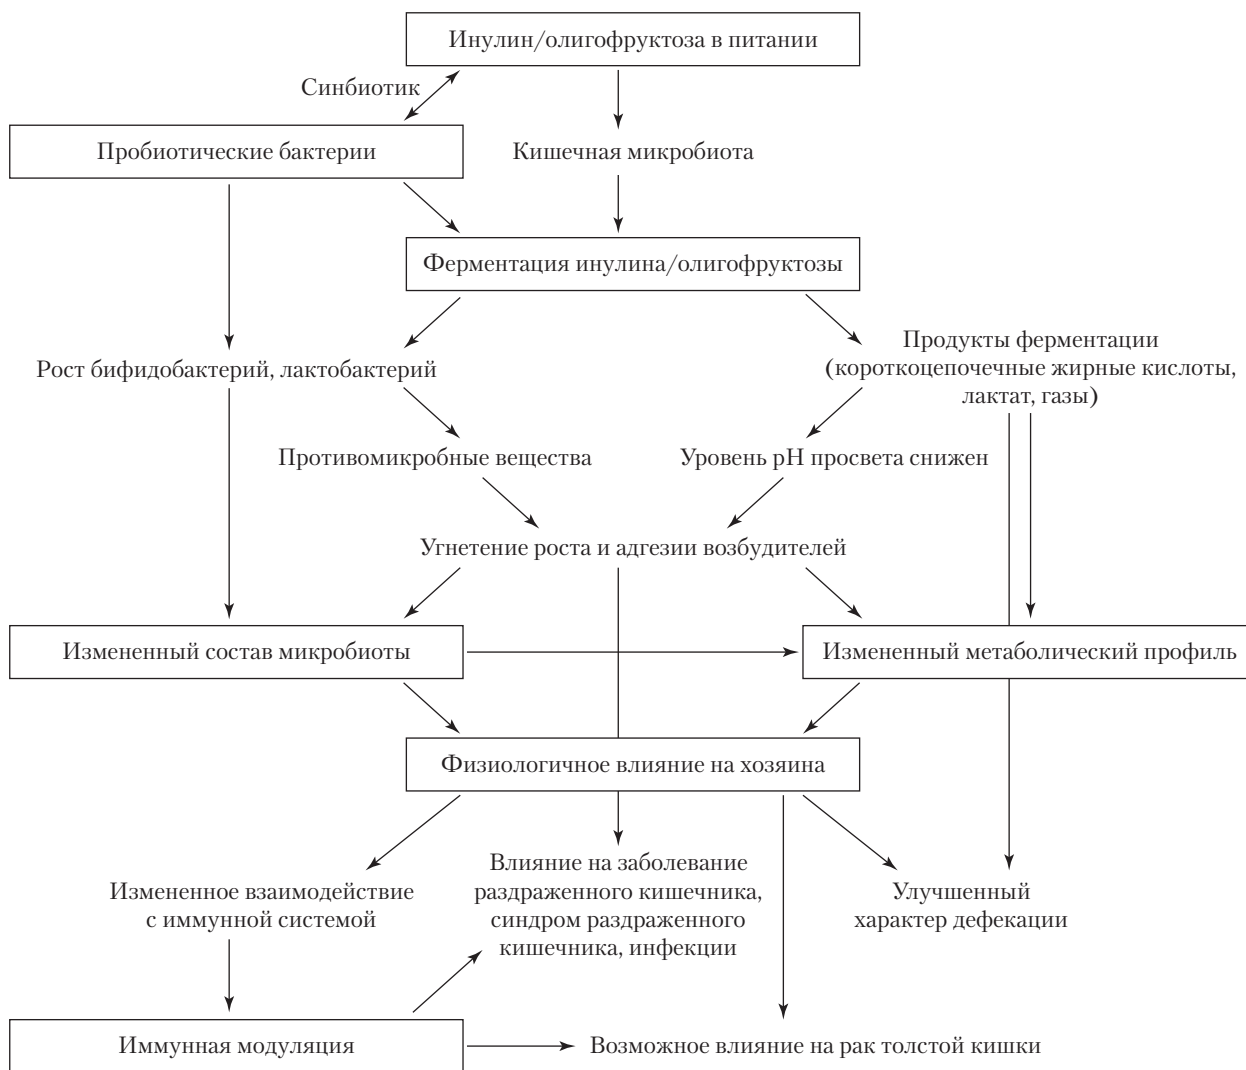 Инулин/олигофруктоза в питании
Синбиотик
Пробиотические бактерии
Кишечная микробиота
Ферментация инулина/олигофруктозы
Рост бифидобактерий, лактобактерий
Продукты ферментации
(короткоцепочечные жирные кислоты,
лактат, газы)
Противомикробные вещества
Уровень pH просвета снижен
Угнетение роста и адгезии возбудителей
Измененный состав микробиоты
Измененный метаболический профиль
Физиологичное влияние на хозяина
Измененное взаимодействие
с иммунной системой
Влияние на заболевание
раздраженного кишечника,
синдром раздраженного
кишечника, инфекции
Улучшенный
характер дефекации
Иммунная модуляция
Возможное влияние на рак толстой кишки